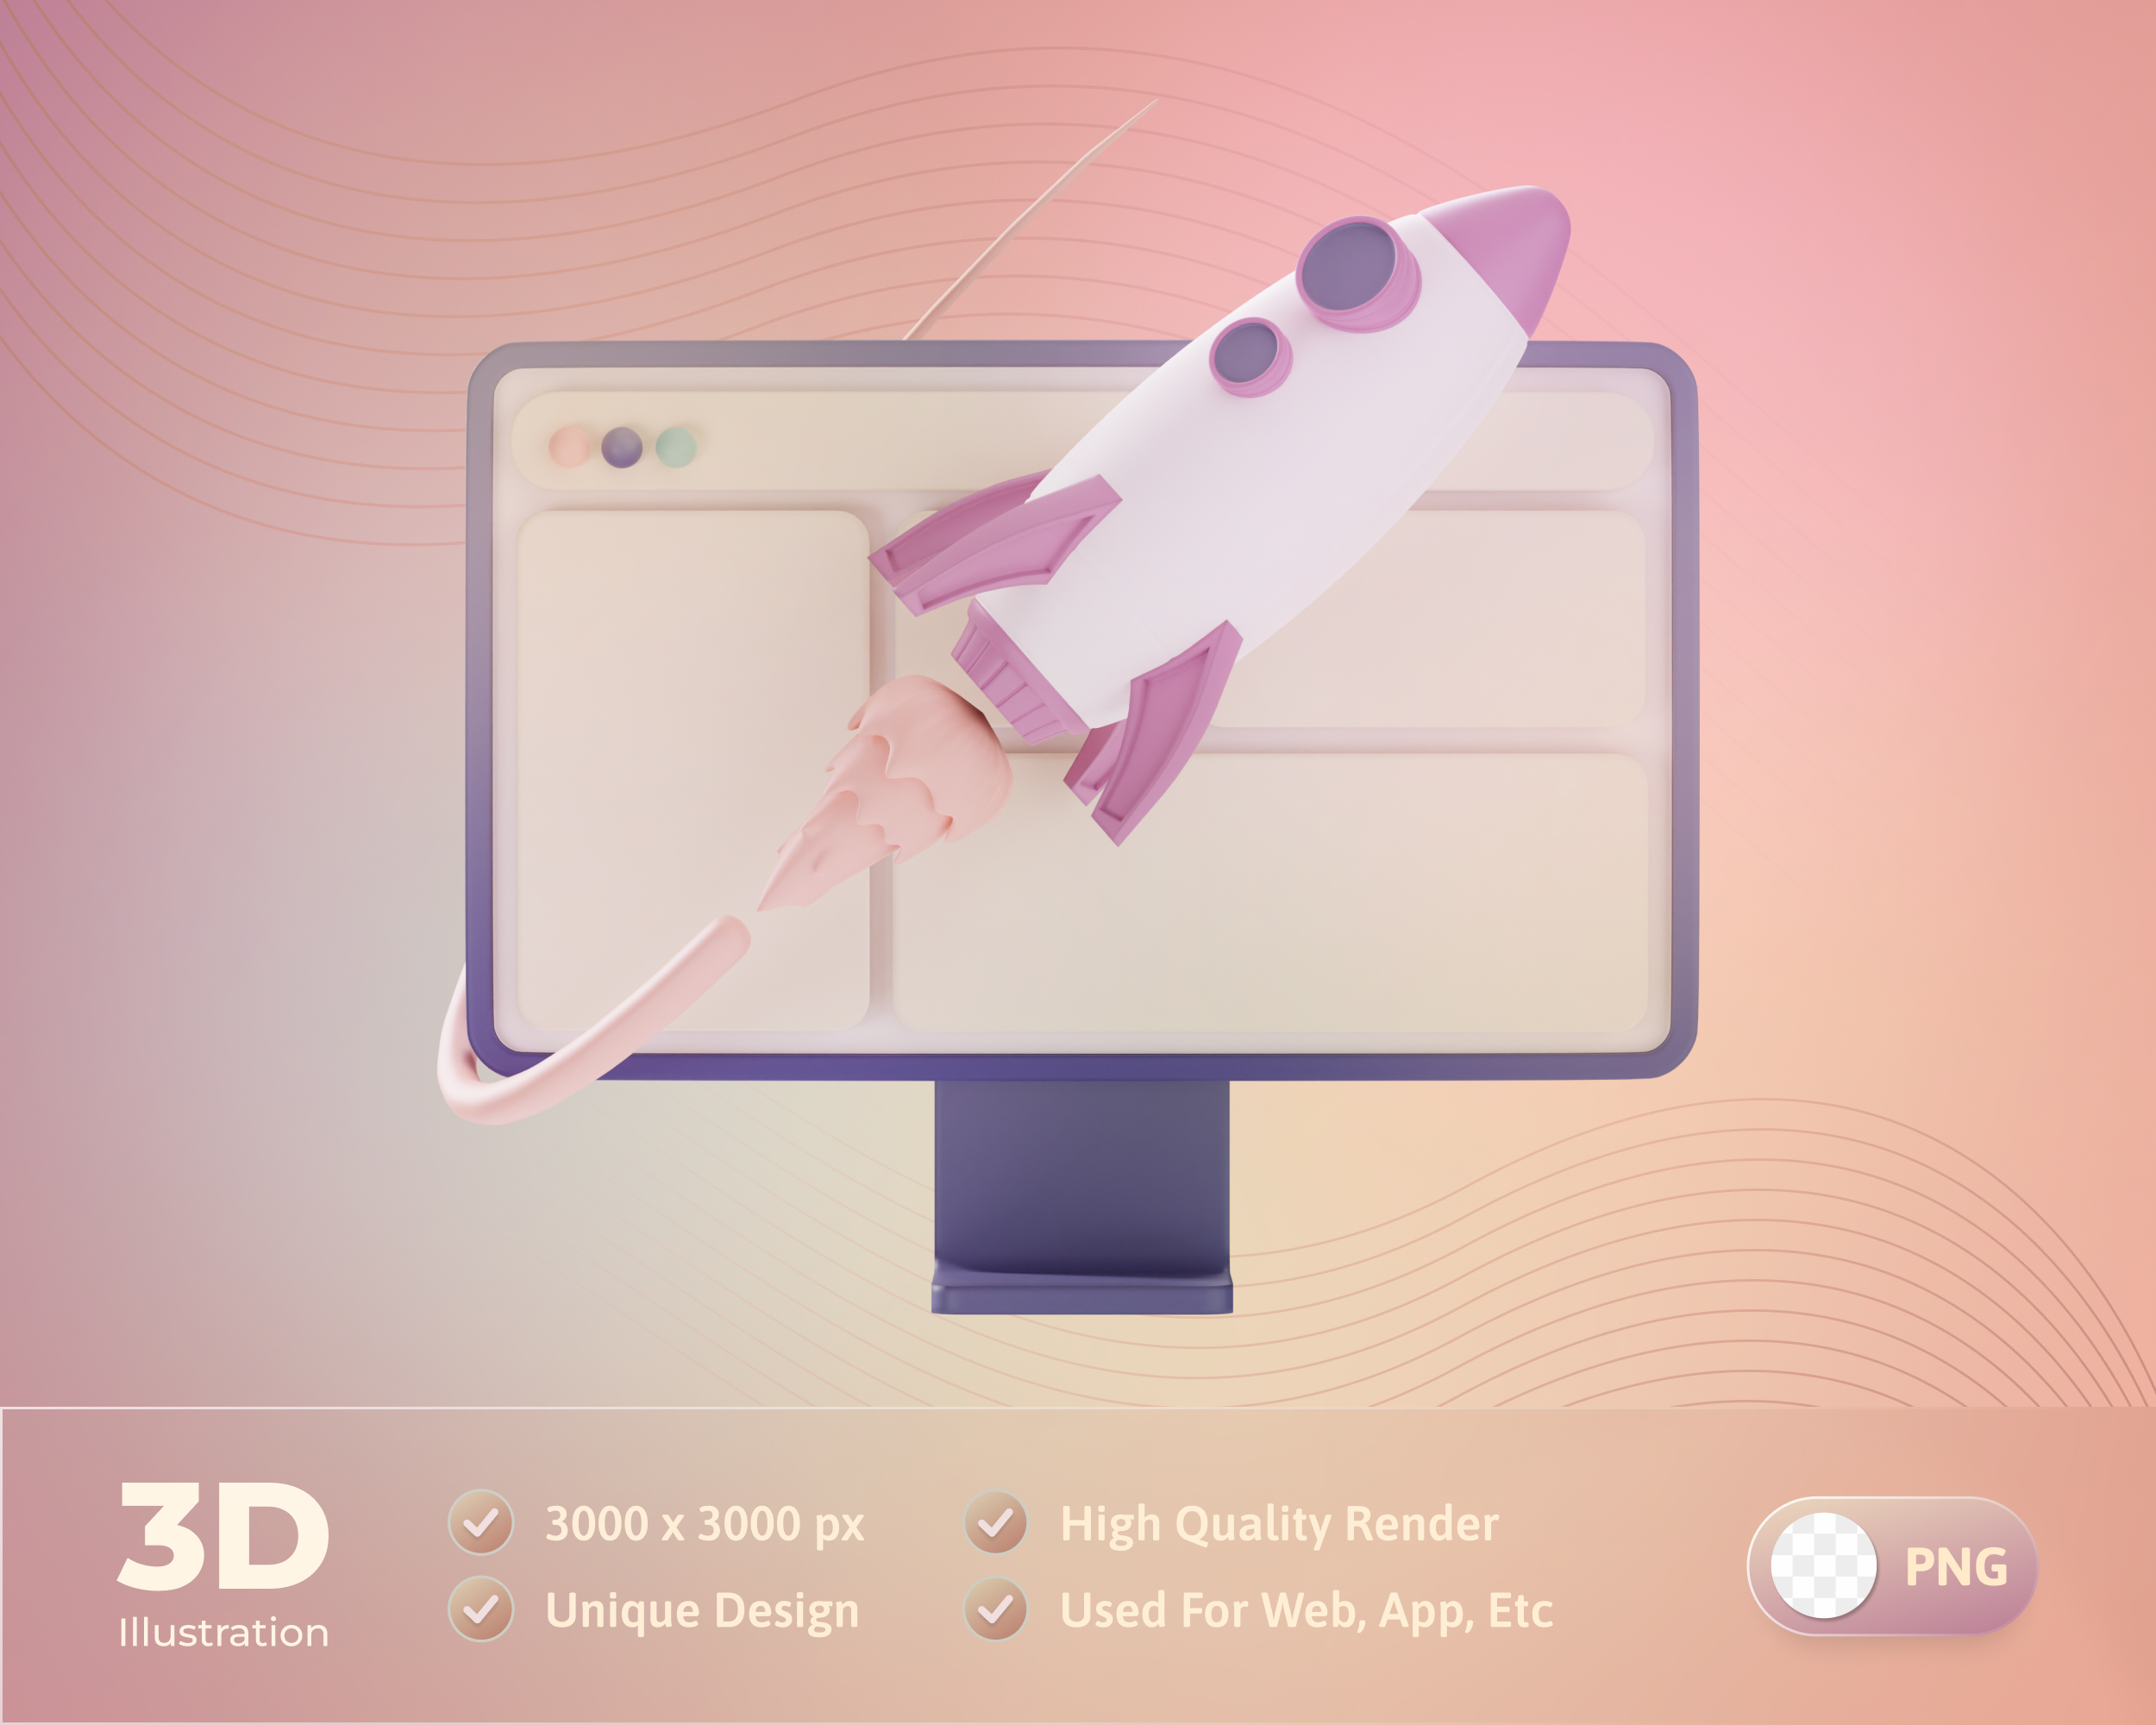 3D
Illustration
3000 x 3000 px
Unique Design
High Quality Render
Used For Web, App, Etc
PNG